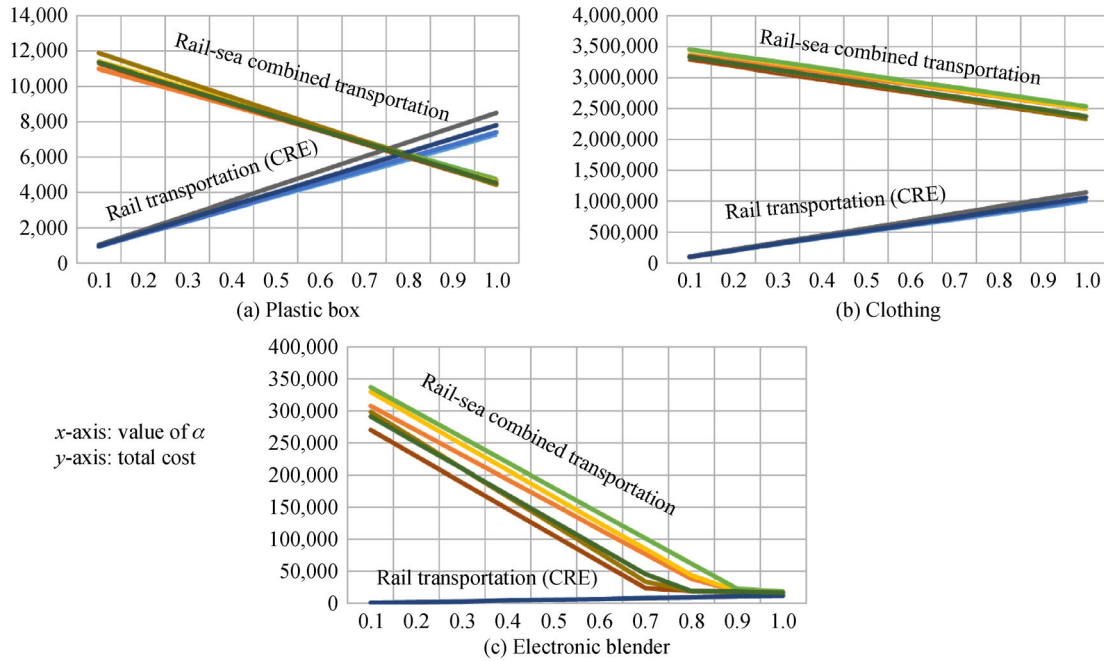 14,000
12,000
10,000
8,000
6,000
4,000
2,000
0
Rail-sea combined transportation
Rail transportation (CRE)
0.1 0.2 0.3 0.4 0.5 0.6 0.7 0.8 0.9 1.0
(a) Plastic box
4,000,000
3,500,000
3,000,000
2,500,000
2,000,000
1,500,000
1,000,000
500,000
0
Rail-sea combined transportation
Rail transportation (CRE)
0.1 0.2 0.3 0.4 0.5 0.6 0.7 0.8 0.9 1.0
(b) Clothing
x-axis: value of α
y-axis: total cost
400,000
350,000
300,000
250,000
200,000
150,000
100,000
50,000
0
Rail-sea combined transportation
Rail transportation (CRE)
0.1 0.2 0.3 0.4 0.5 0.6 0.7 0.8 0.9 1.0
(c) Electronic blender